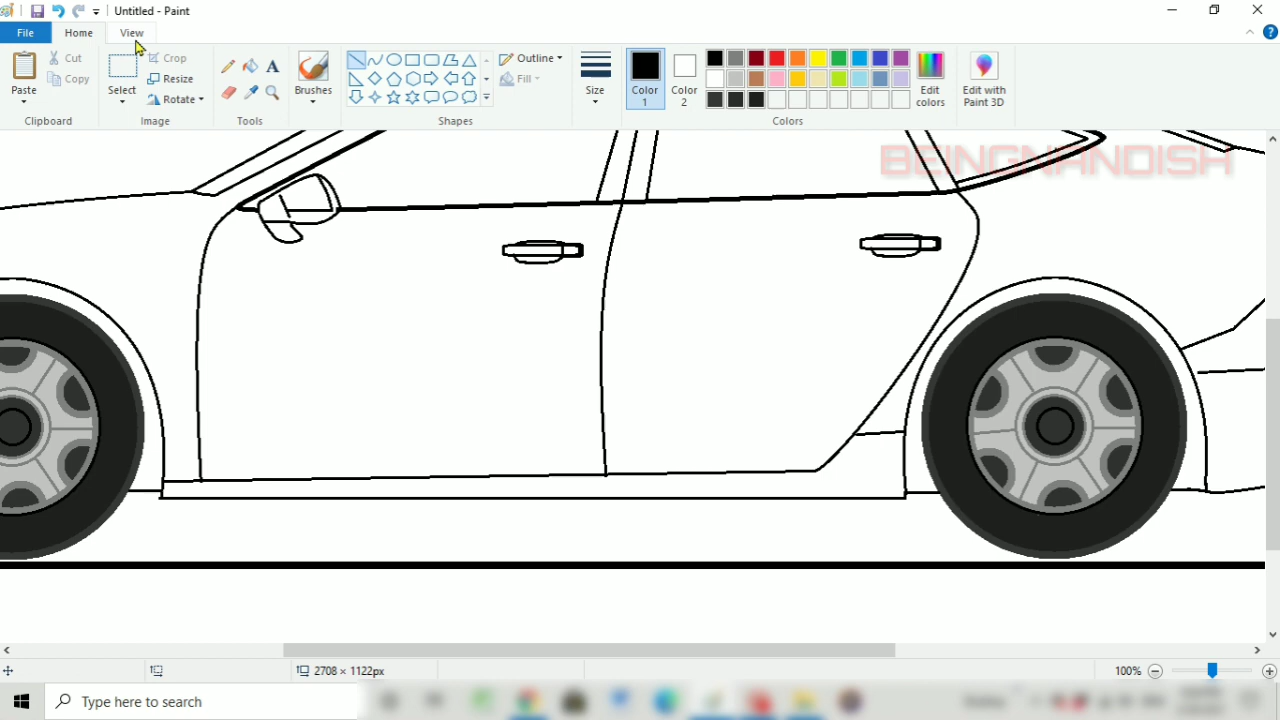 Untitled - Paint
File Home View
Paste
Cut
Copy
Clipboard
Select
Crop
Resize
Rotate
Image
A
Tools
Brushes
Outline
Fill
Shapes
Size
Color 1
Color 2
Edit colors
Colors
Edit with Paint 3D
BEINGNANDISH
2708 × 1122px
100%
Type here to search